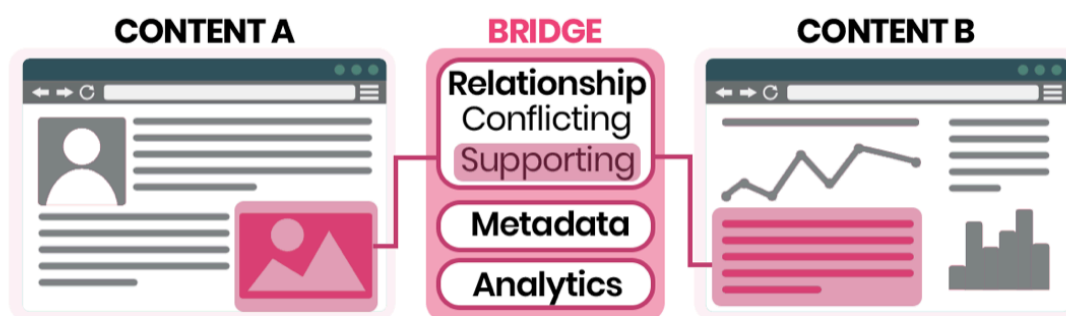 CONTENT A
BRIDGE
CONTENT B
Relationship
Conflicting
Supporting
Metadata
Analytics